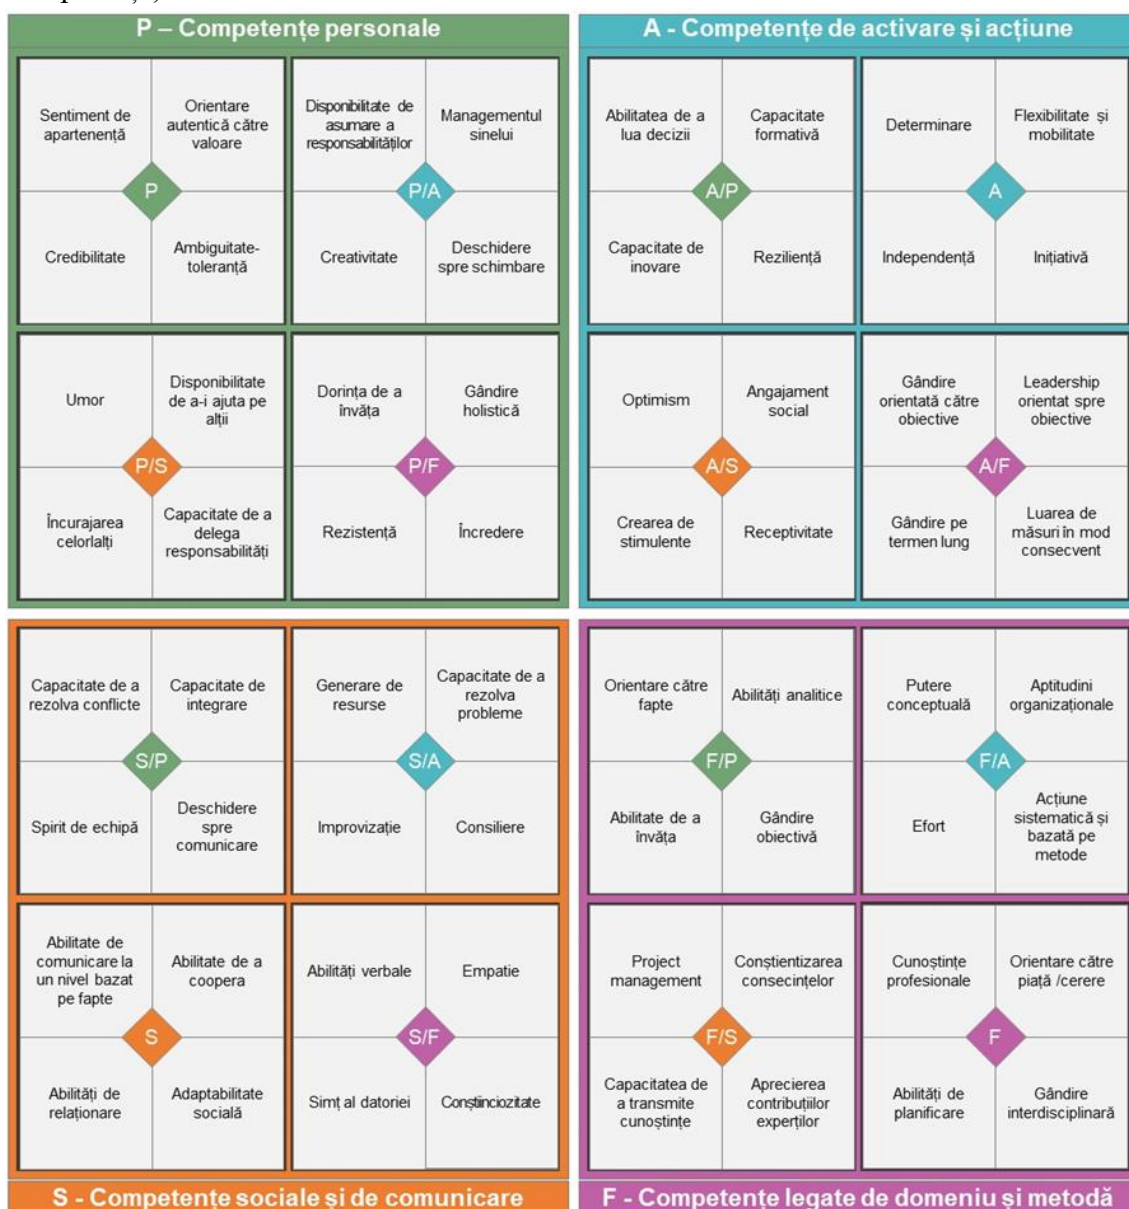 P – Competențe personale
Sentiment de
apartenență
Orientare
autentică către
valoare
P
Credibilitate
Ambiguitate-
toleranță
Disponibilitate de
asumare a
responsabilităților
Managementul
sinelui
P/A
Creativitate
Deschidere
spre schimbare
Umor
Disponibilitate
de a-i ajuta pe
alții
P/S
Încurajarea
celorlalți
Capacitate de a
delega
responsabilități
Dorința de a
învăța
Gândire
holistică
P/F
Rezistență
Încredere
A - Competențe de activare și acțiune
Abilitatea de a
lua decizii
Capacitate
formativă
A/P
Capacitate de
inovare
Reziliență
Determinare
Flexibilitate și
mobilitate
A
Independență
Inițiativă
Optimism
Angajament
social
A/S
Crearea de
stimulente
Receptivitate
Gândire
orientată către
obiective
Leadership
orientat spre
obiective
A/F
Gândire pe
termen lung
Luarea de
măsuri în mod
consecvent
Capacitate de a
rezolva conflicte
Capacitate de
integrare
S/P
Spirit de echipă
Deschidere
spre
comunicare
Generare de
resurse
Capacitate de a
rezolva
probleme
S/A
Improvizație
Consiliere
Abilitate de
comunicare la
un nivel bazat
pe fapte
Abilitate de a
coopera
S
Abilități de
relaționare
Adaptabilitate
socială
Abilități verbale
Empatie
S/F
Simț al datoriei
Conștiinciozitate
S - Competențe sociale și de comunicare
Orientare către
fapte
Abilități analitice
F/P
Abilitate de a
învăța
Gândire
obiectivă
Putere
conceptuală
Aptitudini
organizaționale
F/A
Efort
Acțiune
sistematică și
bazată pe
metode
Project
management
Conștientizarea
consecințelor
F/S
Capacitatea de
a transmite
cunoștințe
Aprecierea
contribuțiilor
experților
Cunoștințe
profesionale
Orientare către
piață /cerere
F
Abilități de
planificare
Gândire
interdisciplinară
F - Competențe legate de domeniu și metodă